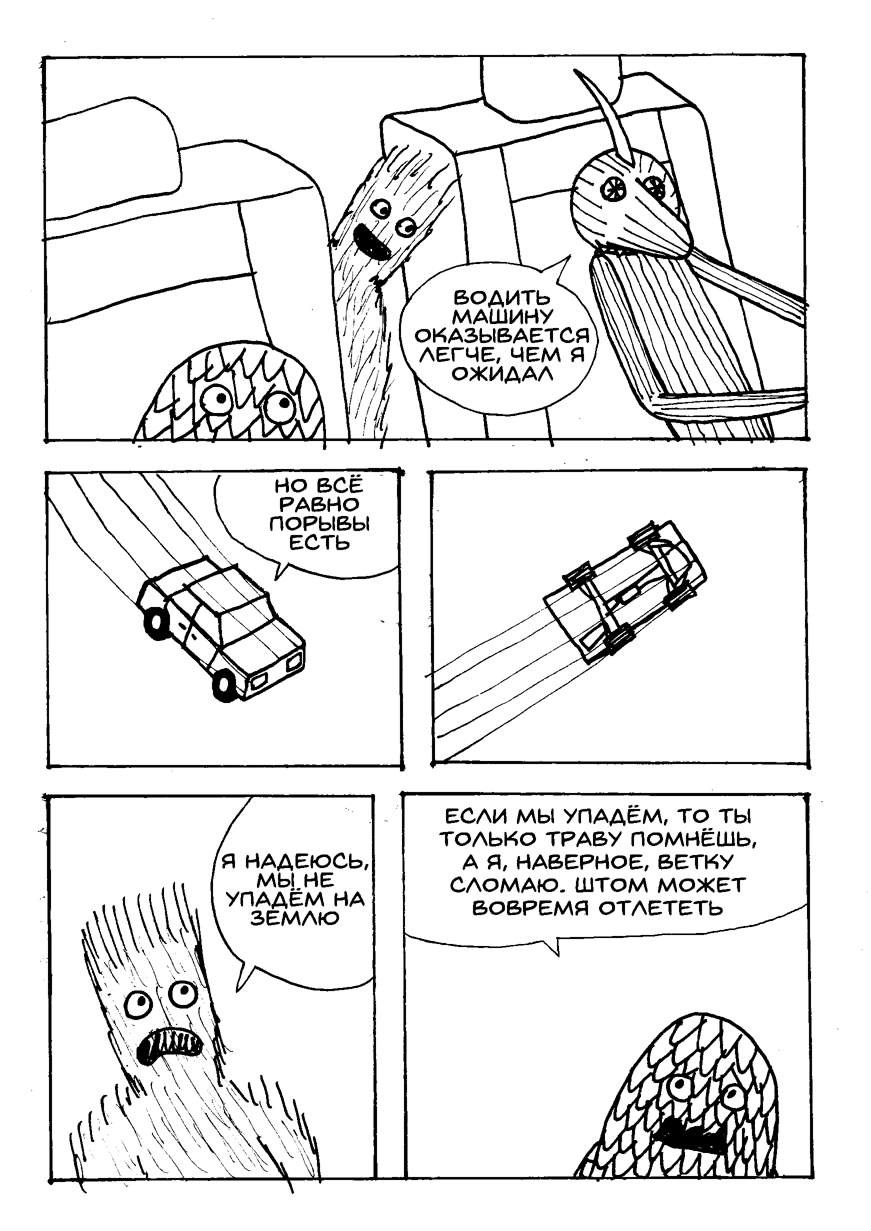 ВОДИТЬ
МАШИНУ
ОКАЗЫВАЕТСЯ
ЛЕГЧЕ, ЧЕМ Я
ОЖИДАЛ
НО ВСЁ
РАВНО
ПОРЫВЫ
ЕСТЬ
Я НАДЕЮСЬ,
МЫ НЕ
УПАДЁМ НА
ЗЕМЛЮ
ЕСЛИ МЫ УПАДЁМ, ТО ТЫ
ТОЛЬКО ТРАВУ ПОМНЁШЬ,
А Я, НАВЕРНОЕ, ВЕТКУ
СЛОМАЮ. ШТОМ МОЖЕТ
ВОВРЕМЯ ОТЛЕТЕТЬ